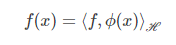 f(x) = ⟨f, ϕ(x)⟩_ℋ